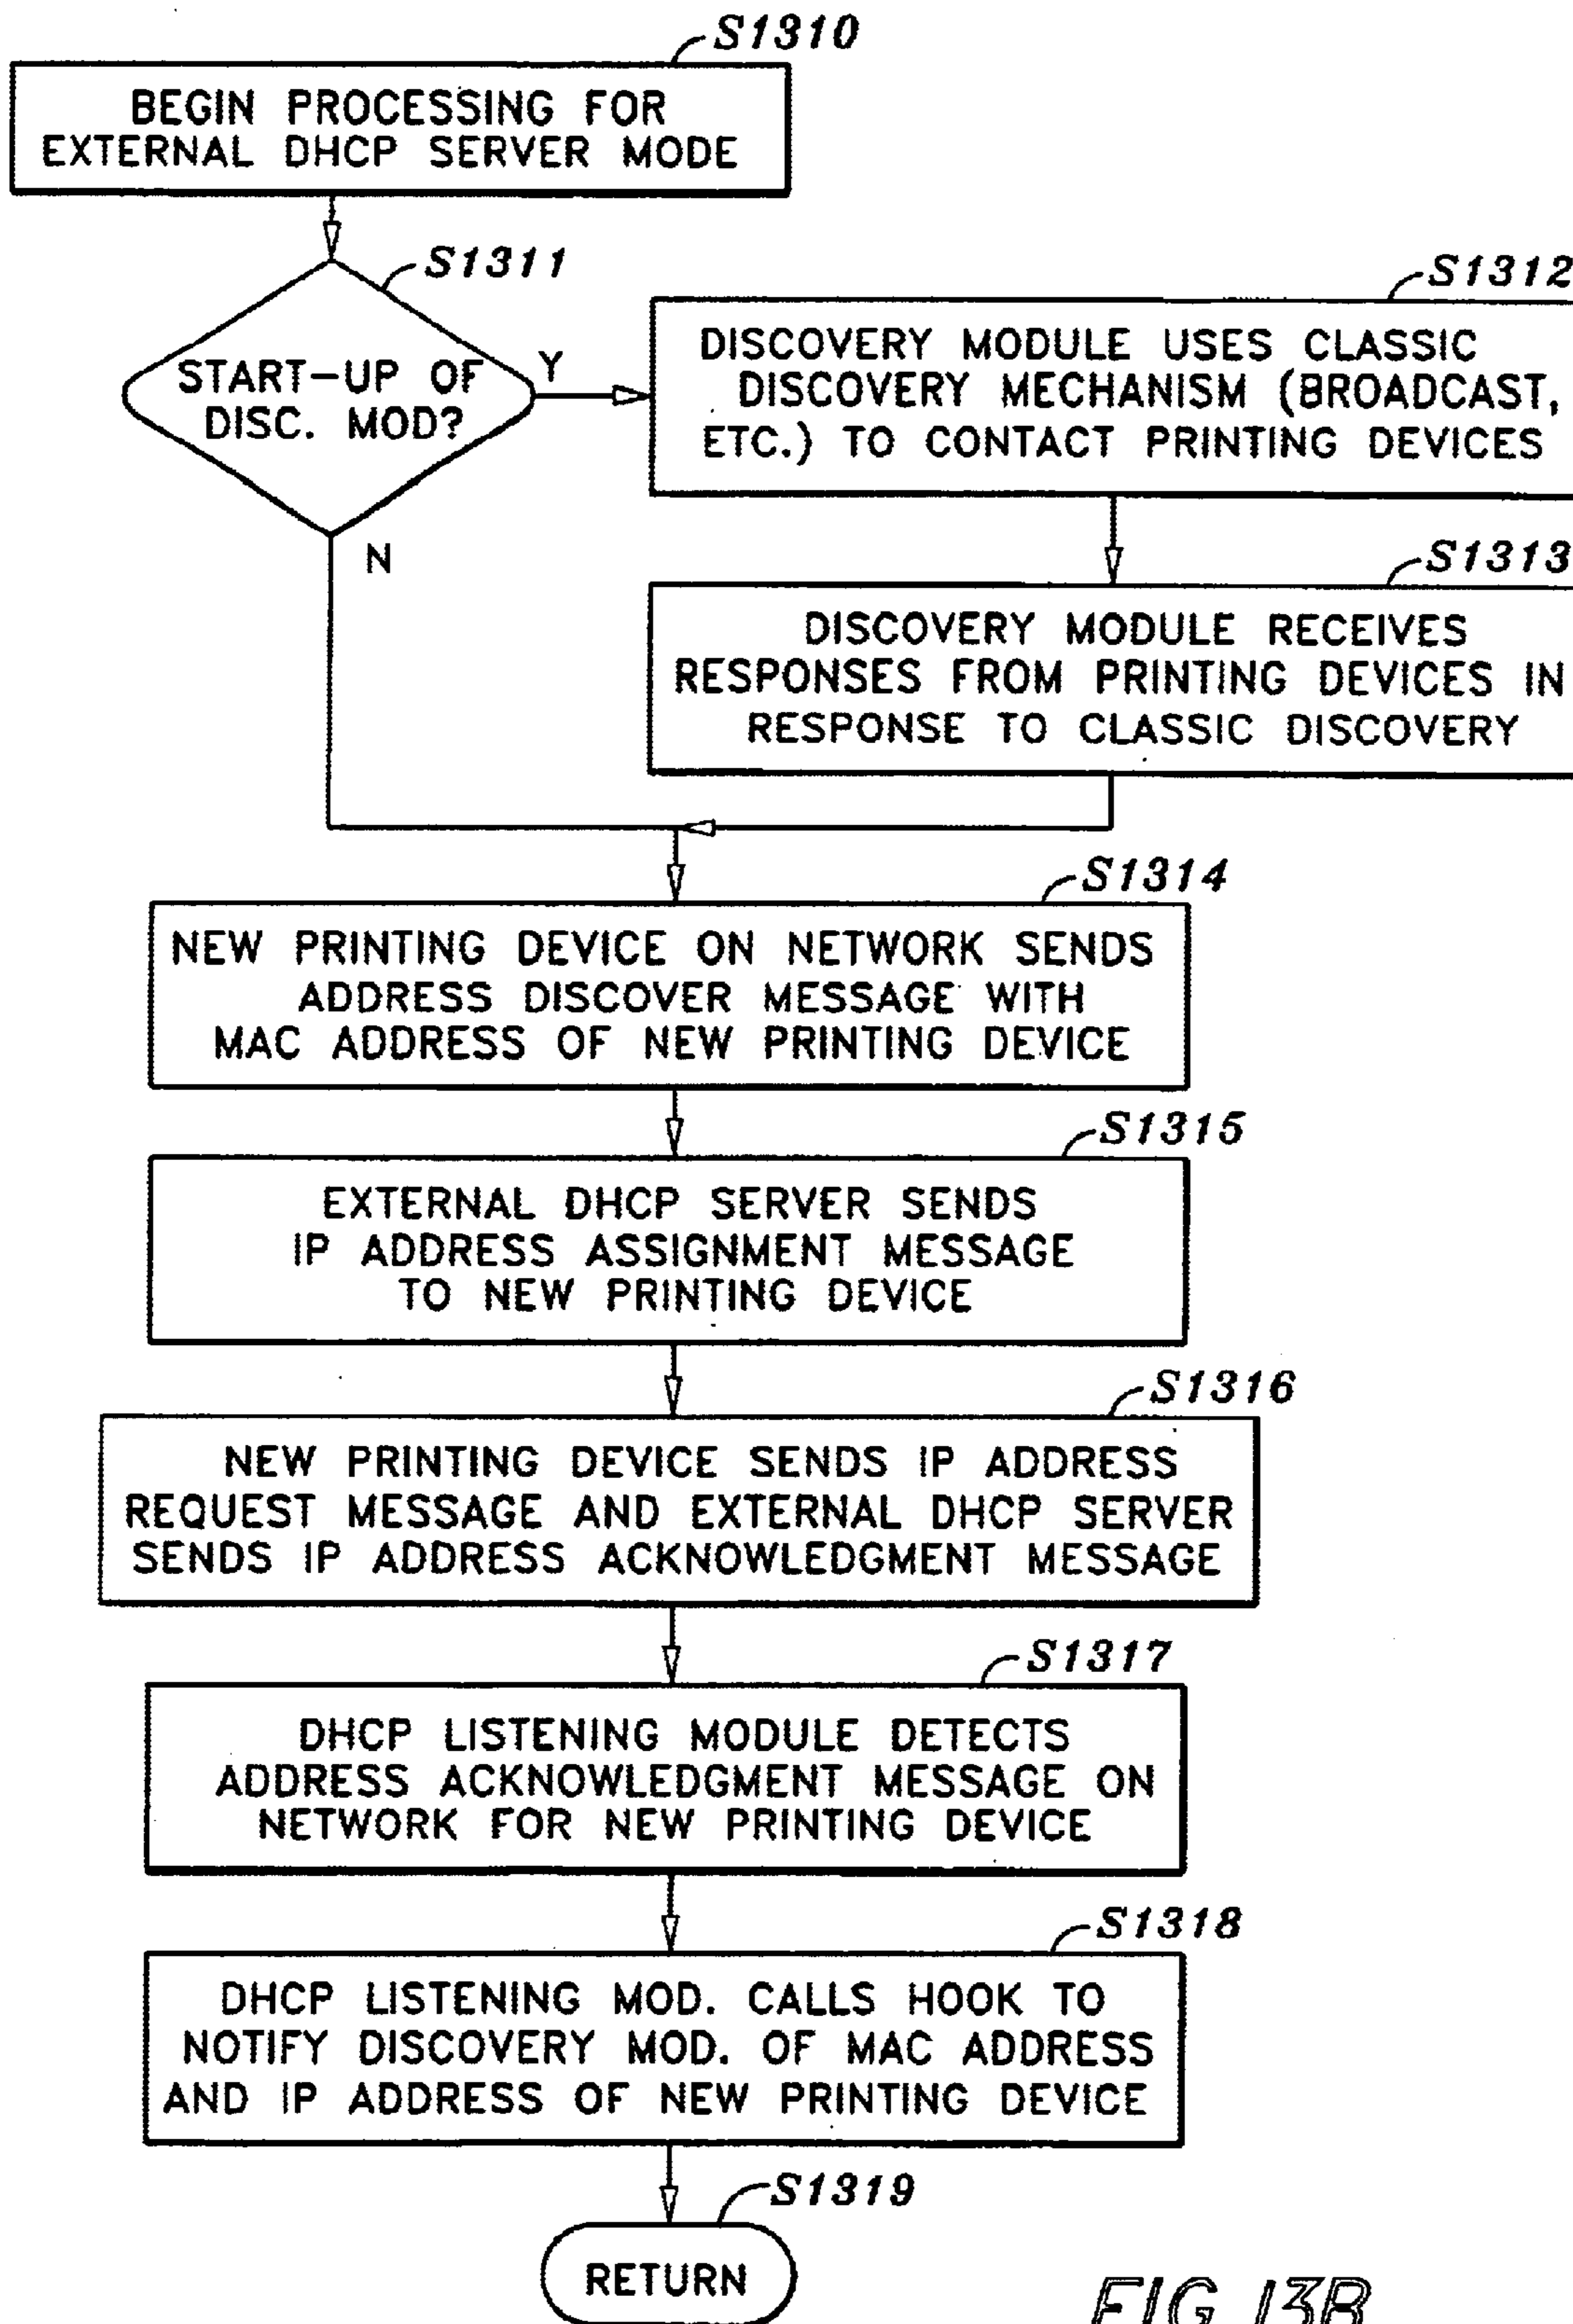 S1310
BEGIN PROCESSING FOR
EXTERNAL DHCP SERVER MODE
S1311
START-UP OF
DISC. MOD?
Y
N
S1312
DISCOVERY MODULE USES CLASSIC
DISCOVERY MECHANISM (BROADCAST,
ETC.) TO CONTACT PRINTING DEVICES
S1313
DISCOVERY MODULE RECEIVES
RESPONSES FROM PRINTING DEVICES IN
RESPONSE TO CLASSIC DISCOVERY
S1314
NEW PRINTING DEVICE ON NETWORK SENDS
ADDRESS DISCOVER MESSAGE WITH
MAC ADDRESS OF NEW PRINTING DEVICE
S1315
EXTERNAL DHCP SERVER SENDS
IP ADDRESS ASSIGNMENT MESSAGE
TO NEW PRINTING DEVICE
S1316
NEW PRINTING DEVICE SENDS IP ADDRESS
REQUEST MESSAGE AND EXTERNAL DHCP SERVER
SENDS IP ADDRESS ACKNOWLEDGMENT MESSAGE
S1317
DHCP LISTENING MODULE DETECTS
ADDRESS ACKNOWLEDGMENT MESSAGE ON
NETWORK FOR NEW PRINTING DEVICE
S1318
DHCP LISTENING MOD. CALLS HOOK TO
NOTIFY DISCOVERY MOD. OF MAC ADDRESS
AND IP ADDRESS OF NEW PRINTING DEVICE
S1319
RETURN
FIG. 13B